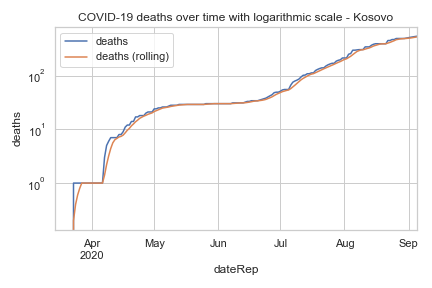 COVID-19 deaths over time with logarithmic scale - Kosovo
deaths
deaths (rolling)
10²
10¹
10⁰
deaths
Apr
2020
May
Jun
Jul
Aug
Sep
dateRep